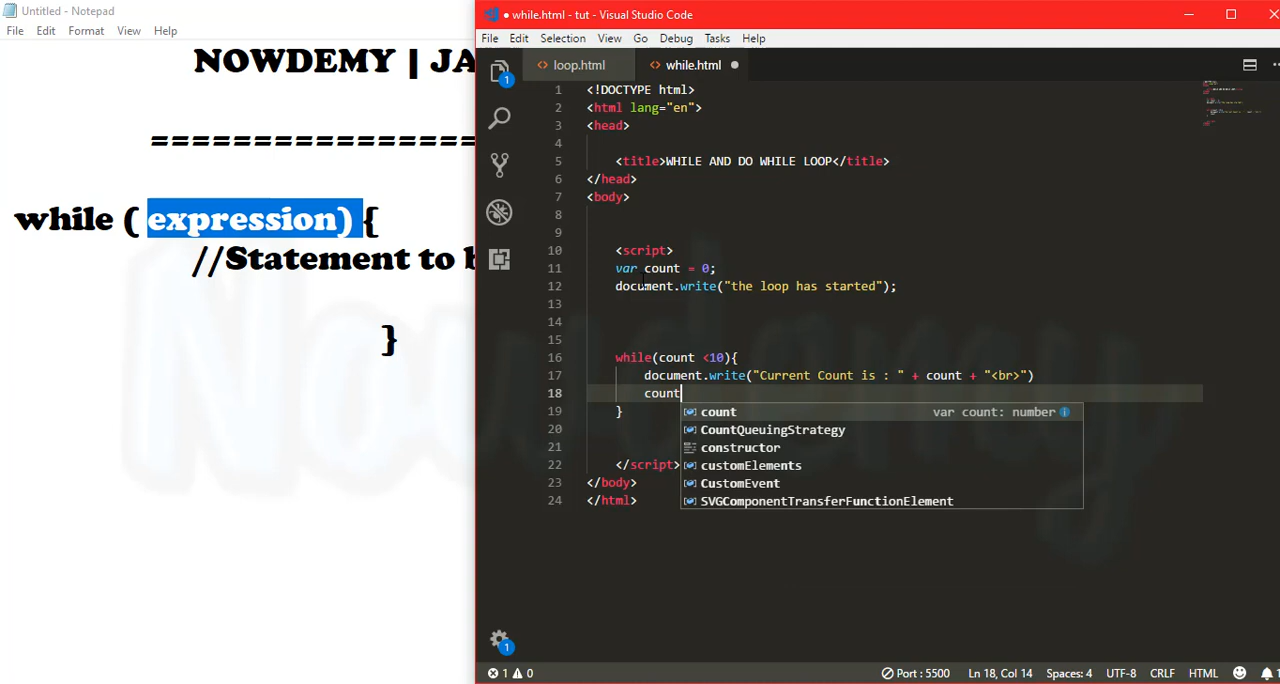 Untitled - Notepad
File Edit Format View Help
NOWDEMY | JA
=================
while ( expression) {
//Statement to b
}
while.html - tut - Visual Studio Code
File Edit Selection View Go Debug Tasks Help
1
<> loop.html <> while.html
1 <!DOCTYPE html>
2 <html lang="en">
3 <head>
4
5 <title>WHILE AND DO WHILE LOOP</title>
6 </head>
7 <body>
8
9
10 <script>
11 var count = 0;
12 document.write("the loop has started");
13
14
15
16 while(count <10){
17 document.write("Current Count is : " + count + "<br>")
18 count
19 }
20
21
22 </script>
23 </body>
24 </html>
count var count: number
CountQueuingStrategy
constructor
customElements
CustomEvent
SVGComponentTransferFunctionElement
Nowdemy
1
1 0 Port : 5500 Ln 18, Col 14 Spaces: 4 UTF-8 CRLF HTML 1